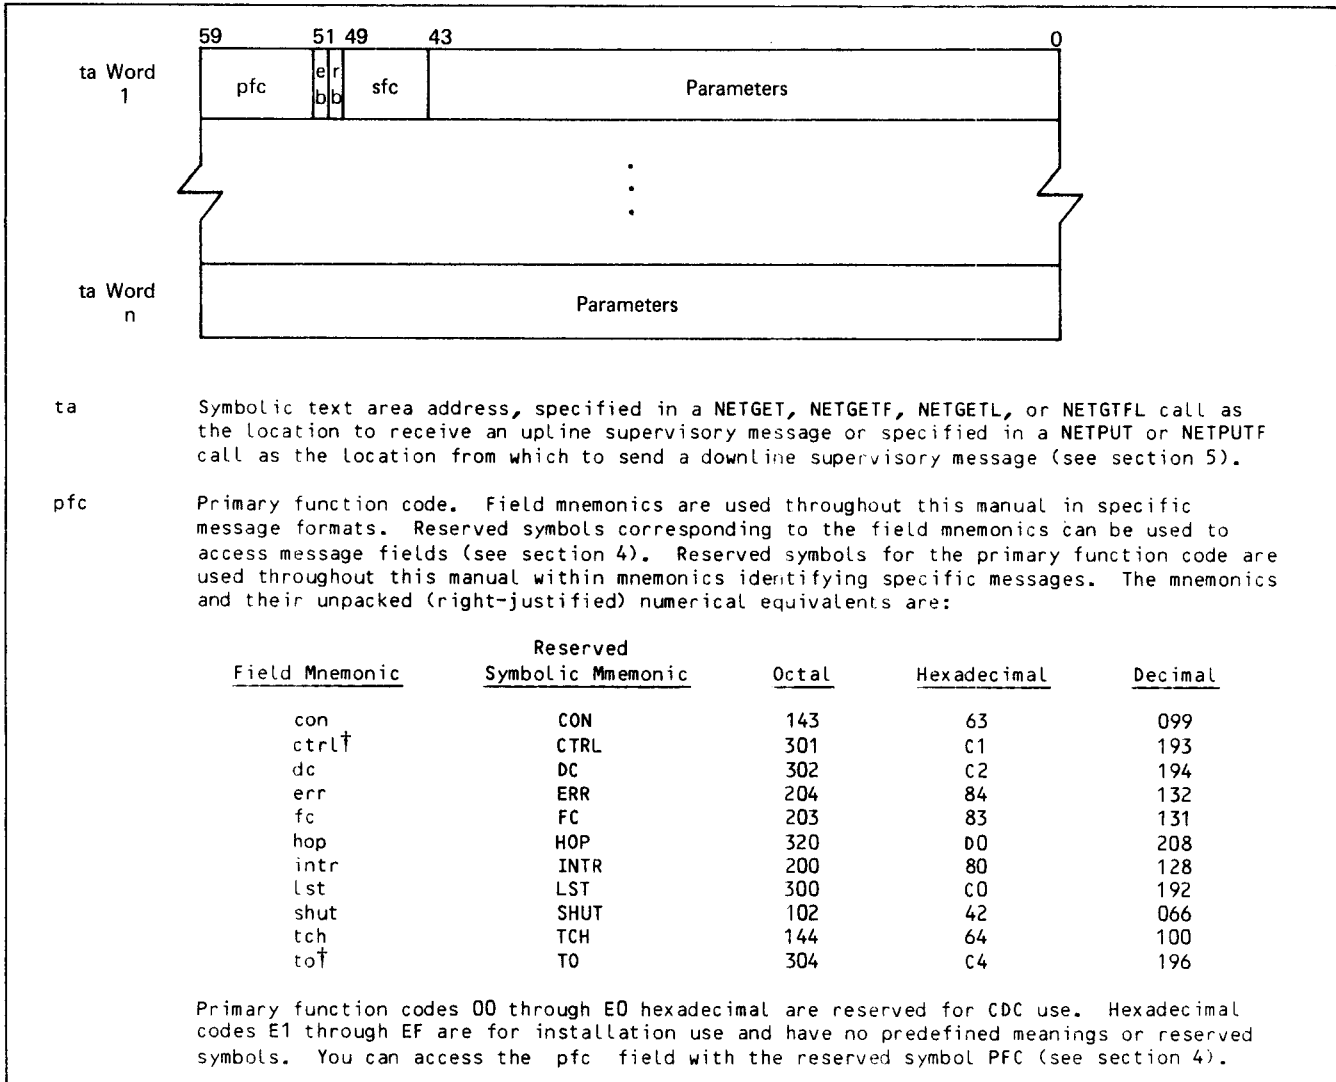 59 51 49 43 0
ta Word
1
pfc
e
b
r
b
sfc
Parameters
ta Word
n
Parameters
ta Symbolic text area address, specified in a NETGET, NETGETF, NETGETL, or NETGTFL call as
the location to receive an upline supervisory message or specified in a NETPUT or NETPUTF
call as the location from which to send a downline supervisory message (see section 5).
pfc Primary function code. Field mnemonics are used throughout this manual in specific
message formats. Reserved symbols corresponding to the field mnemonics can be used to
access message fields (see section 4). Reserved symbols for the primary function code are
used throughout this manual within mnemonics identifying specific messages. The mnemonics
and their unpacked (right-justified) numerical equivalents are:
Reserved
Field Mnemonic Symbolic Mmemonic Octal Hexadecimal Decimal
con CON 143 63 099
ctrl† CTRL 301 C1 193
dc DC 302 C2 194
err ERR 204 84 132
fc FC 203 83 131
hop HOP 320 D0 208
intr INTR 200 80 128
lst LST 300 C0 192
shut SHUT 102 42 066
tch TCH 144 64 100
to† TO 304 C4 196
Primary function codes 00 through E0 hexadecimal are reserved for CDC use. Hexadecimal
codes E1 through EF are for installation use and have no predefined meanings or reserved
symbols. You can access the pfc field with the reserved symbol PFC (see section 4).